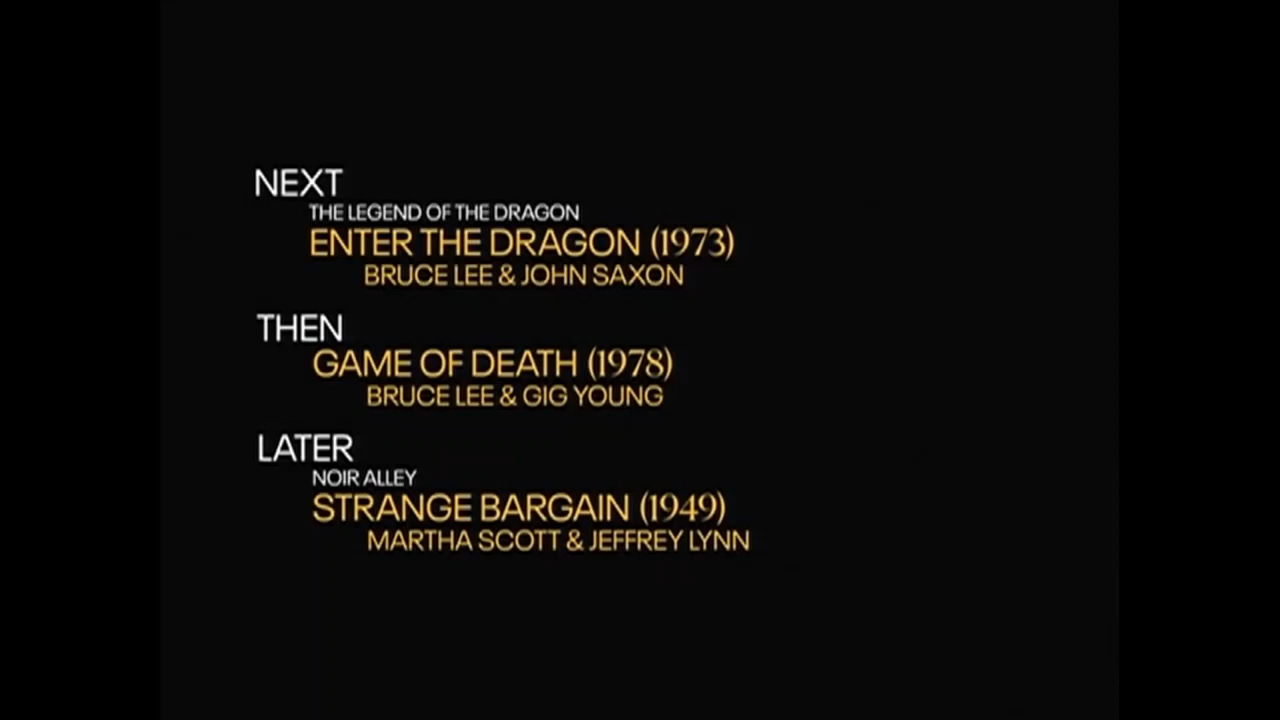 NEXT
THE LEGEND OF THE DRAGON
ENTER THE DRAGON (1973)
BRUCE LEE & JOHN SAXON
THEN
GAME OF DEATH (1978)
BRUCE LEE & GIG YOUNG
LATER
NOIR ALLEY
STRANGE BARGAIN (1949)
MARTHA SCOTT & JEFFREY LYNN